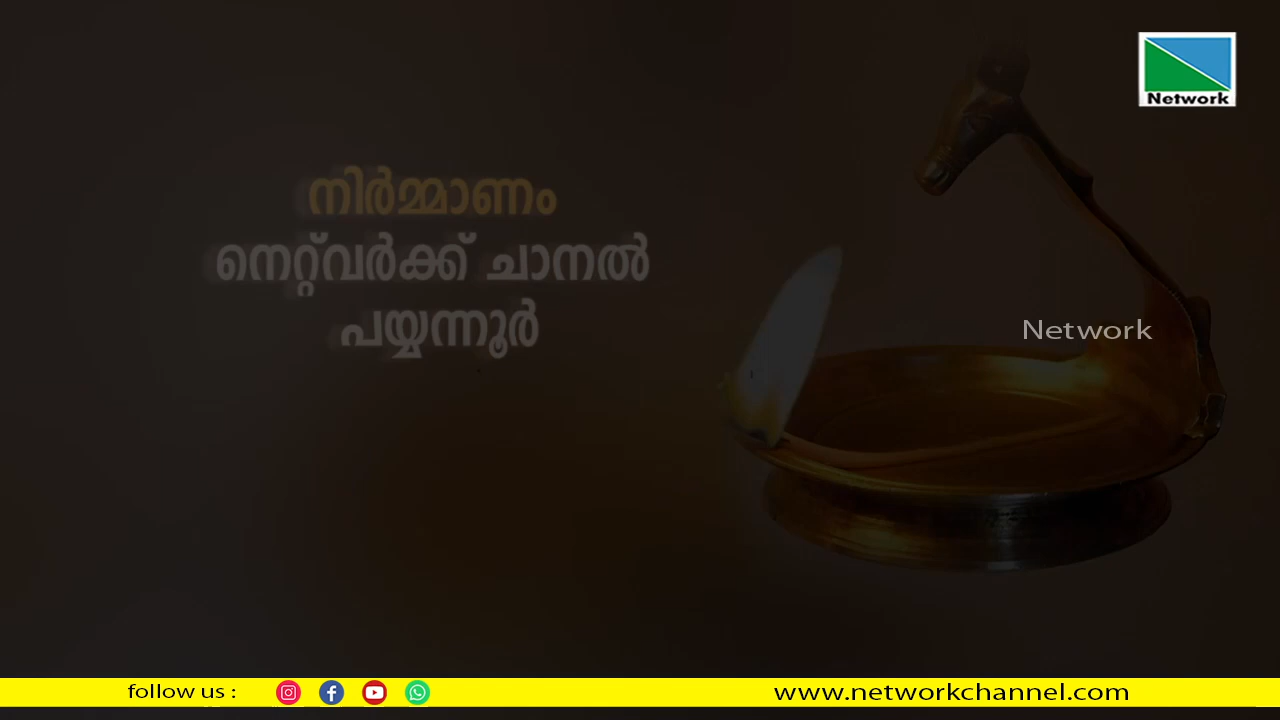 Network
നിർമ്മാണം
നെറ്റ്‌വർക്ക് ചാനൽ
പയ്യന്നൂർ
Network
follow us :
www.networkchannel.com